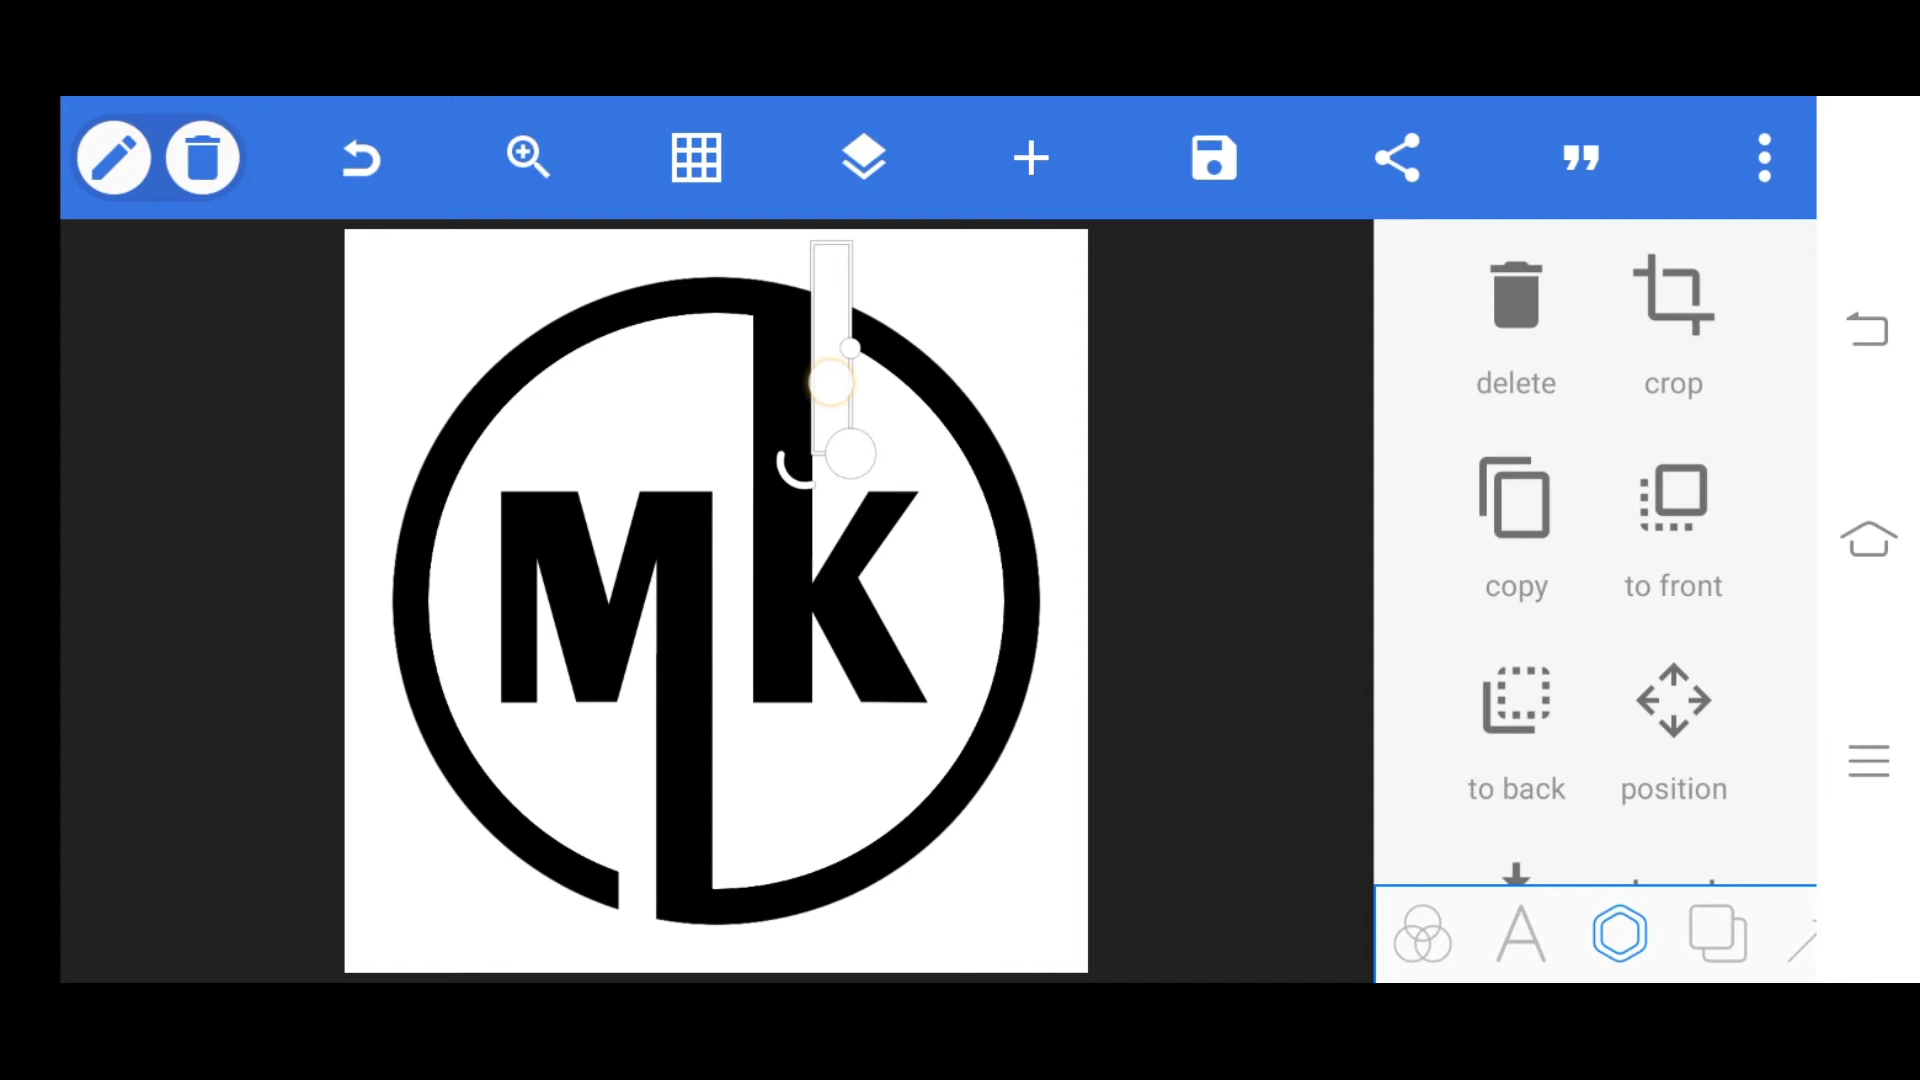 MK
delete
crop
copy
to front
to back
position